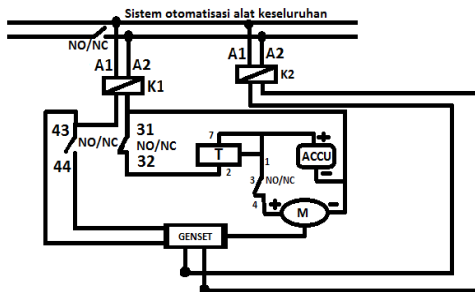 Sistem otomatisasi alat keseluruhan
NO/NC
A1 A2
K1
A1 A2
K2
43
NO/NC
44
31
NO/NC
32
7
T
2
1
3
NO/NC
4
+
ACCU
-
+
M
-
GENSET